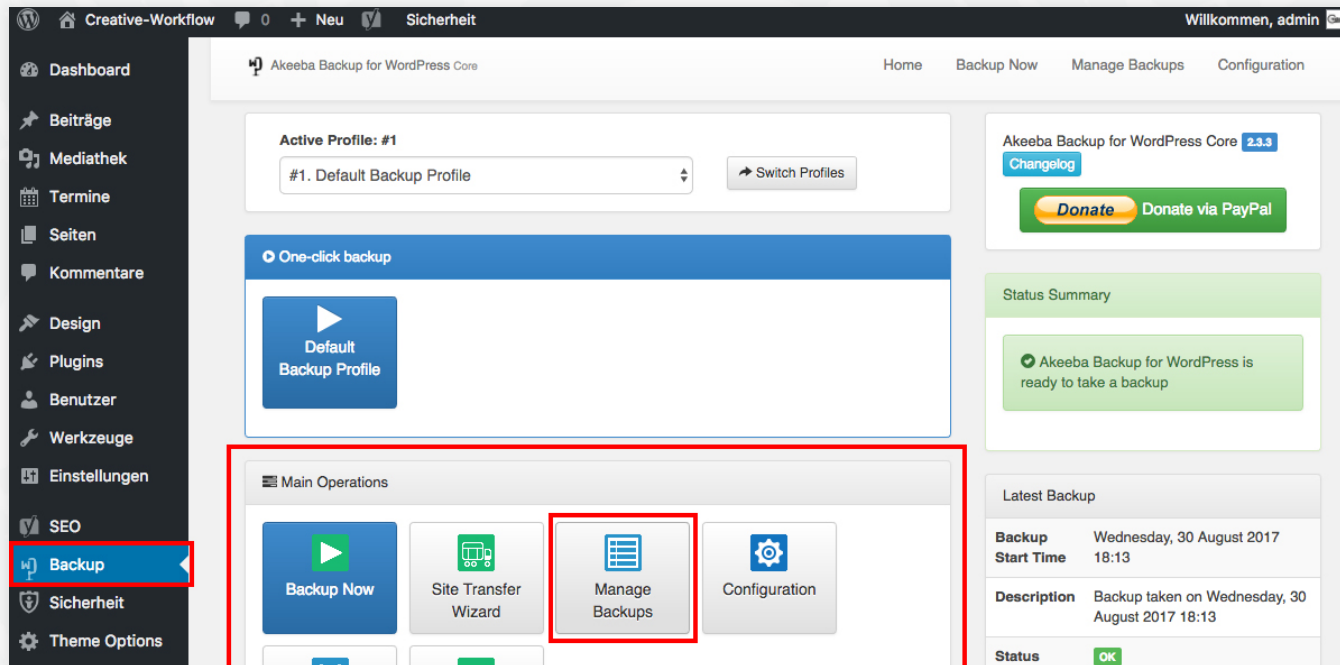 Creative-Workflow 0 Neu Sicherheit Willkommen, admin
Dashboard
Beiträge
Mediathek
Termine
Seiten
Kommentare
Design
Plugins
Benutzer
Werkzeuge
Einstellungen
SEO
Backup
Sicherheit
Theme Options
Akeeba Backup for WordPress Core
Home Backup Now Manage Backups Configuration
Active Profile: #1
#1. Default Backup Profile
Switch Profiles
One-click backup
Default
Backup Profile
Main Operations
Backup Now
Site Transfer
Wizard
Manage
Backups
Configuration
Akeeba Backup for WordPress Core 2.3.3
Changelog
Donate Donate via PayPal
Status Summary
Akeeba Backup for WordPress is
ready to take a backup
Latest Backup
Backup Start Time Wednesday, 30 August 2017
18:13
Description Backup taken on Wednesday, 30
August 2017 18:13
Status OK